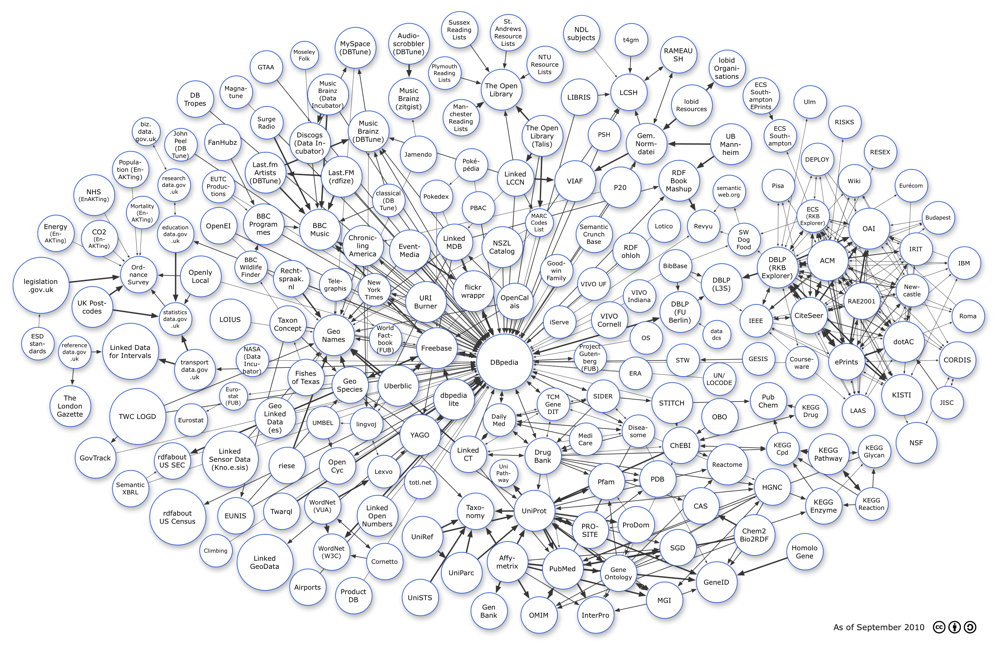 Sussex
Reading
Lists
St.
Andrews
Resource
Lists
NDL
subjects
t4gm
RAMEAU
SH
lobid
Organi-
sations
Audio-
scrobbler
(DBTune)
MySpace
(DBTune)
Moseley
Folk
GTAA
Plymouth
Reading
Lists
NTU
Resource
Lists
The Open
Library
LIBRIS
LCSH
lobid
Resources
ECS
South-
ampton
EPrints
Ulm
RISKS
DB
Tropes
Magna-
tune
Music
Brainz
(Data
Incubator)
Music
Brainz
(zitgist)
Man-
chester
Reading
Lists
The Open
Library
(Talis)
PSH
Gem.
Norm-
datei
UB
Mann-
heim
ECS
South-
ampton
RESEX
biz.
data.
gov.uk
John
Peel
(DB
Tune)
FanHubz
Surge
Radio
Discogs
(Data In-
cubator)
Music
Brainz
(DBTune)
Jamendo
Poké-
pédia
Linked
LCCN
VIAF
P20
RDF
Book
Mashup
semantic
web.org
DEPLOY
Wiki
Popula-
tion (En-
AKTing)
research
data.gov
.uk
EUTC
Produc-
tions
Last.fm
Artists
(DBTune)
Last.FM
(rdfize)
classical
(DB
Tune)
Pokedex
PBAC
MARC
Codes
List
Pisa
Eurécom
NHS
(EnAKTing)
Mortality
(En-
AKTing)
education
data.gov
.uk
OpenEI
BBC
Program
mes
BBC
Music
Chronic-
ling
America
Event-
Media
Linked
MDB
NSZL
Catalog
Semantic
Crunch
Base
RDF
ohloh
Lotico
Revyu
SW
Dog
Food
ECS
(RKB
Explorer)
OAI
Budapest
Energy
(En-
AKTing)
CO2
(En-
AKTing)
Ord-
nance
Survey
Openly
Local
BBC
Wildlife
Finder
Recht-
spraak.
nl
Tele-
graphis
New
York
Times
URI
Burner
flickr
wrappr
OpenCal
ais
Good-
win
Family
VIVO UF
VIVO
Indiana
BibBase
DBLP
(L3S)
DBLP
(RKB
Explorer)
ACM
IRIT
IBM
legislation
.gov.uk
UK Post-
codes
statistics
data.gov
.uk
LOIUS
Taxon
Concept
Geo
Names
World
Fact-
book
(FUB)
Freebase
DBpedia
iServe
VIVO
Cornell
DBLP
(FU
Berlin)
data
dcs
IEEE
CiteSeer
RAE2001
New-
castle
Roma
ESD
stan-
dards
reference
data.gov
.uk
Linked Data
for Intervals
transport
data.gov
.uk
NASA
(Data
Incu-
bator)
Fishes
of Texas
Geo
Species
Uberblic
dbpedia
lite
Project
Guten-
berg
(FUB)
OS
STW
GESIS
Course-
ware
ePrints
dotAC
CORDIS
The
London
Gazette
TWC LOGD
Eurostat
Euro-
stat
(FUB)
Geo
Linked
Data
(es)
UMBEL
lingvoj
YAGO
Daily
Med
TCM
Gene
DIT
SIDER
ERA
STITCH
UN/
LOCODE
Pub
Chem
OBO
KEGG
Drug
LAAS
KISTI
JISC
GovTrack
rdfabout
US SEC
Linked
Sensor Data
(Kno.e.sis)
riese
Open
Cyc
Lexvo
Linked
CT
Drug
Bank
Medi
Care
Disea-
some
ChEBI
KEGG
Cpd
KEGG
Pathway
KEGG
Glycan
NSF
Semantic
XBRL
rdfabout
US Census
EUNIS
Twarql
WordNet
(VUA)
Linked
Open
Numbers
totl.net
Uni
Path-
way
Pfam
PDB
Reactome
HGNC
KEGG
Enzyme
KEGG
Reaction
Climbing
Linked
GeoData
WordNet
(W3C)
Cornetto
Taxo-
nomy
UniProt
PRO-
SITE
ProDom
CAS
Chem2
Bio2RDF
Homolo
Gene
Airports
Product
DB
UniRef
UniParc
UniSTS
Affy-
metrix
PubMed
Gene
Ontology
SGD
GeneID
Gen
Bank
OMIM
InterPro
MGI
As of September 2010